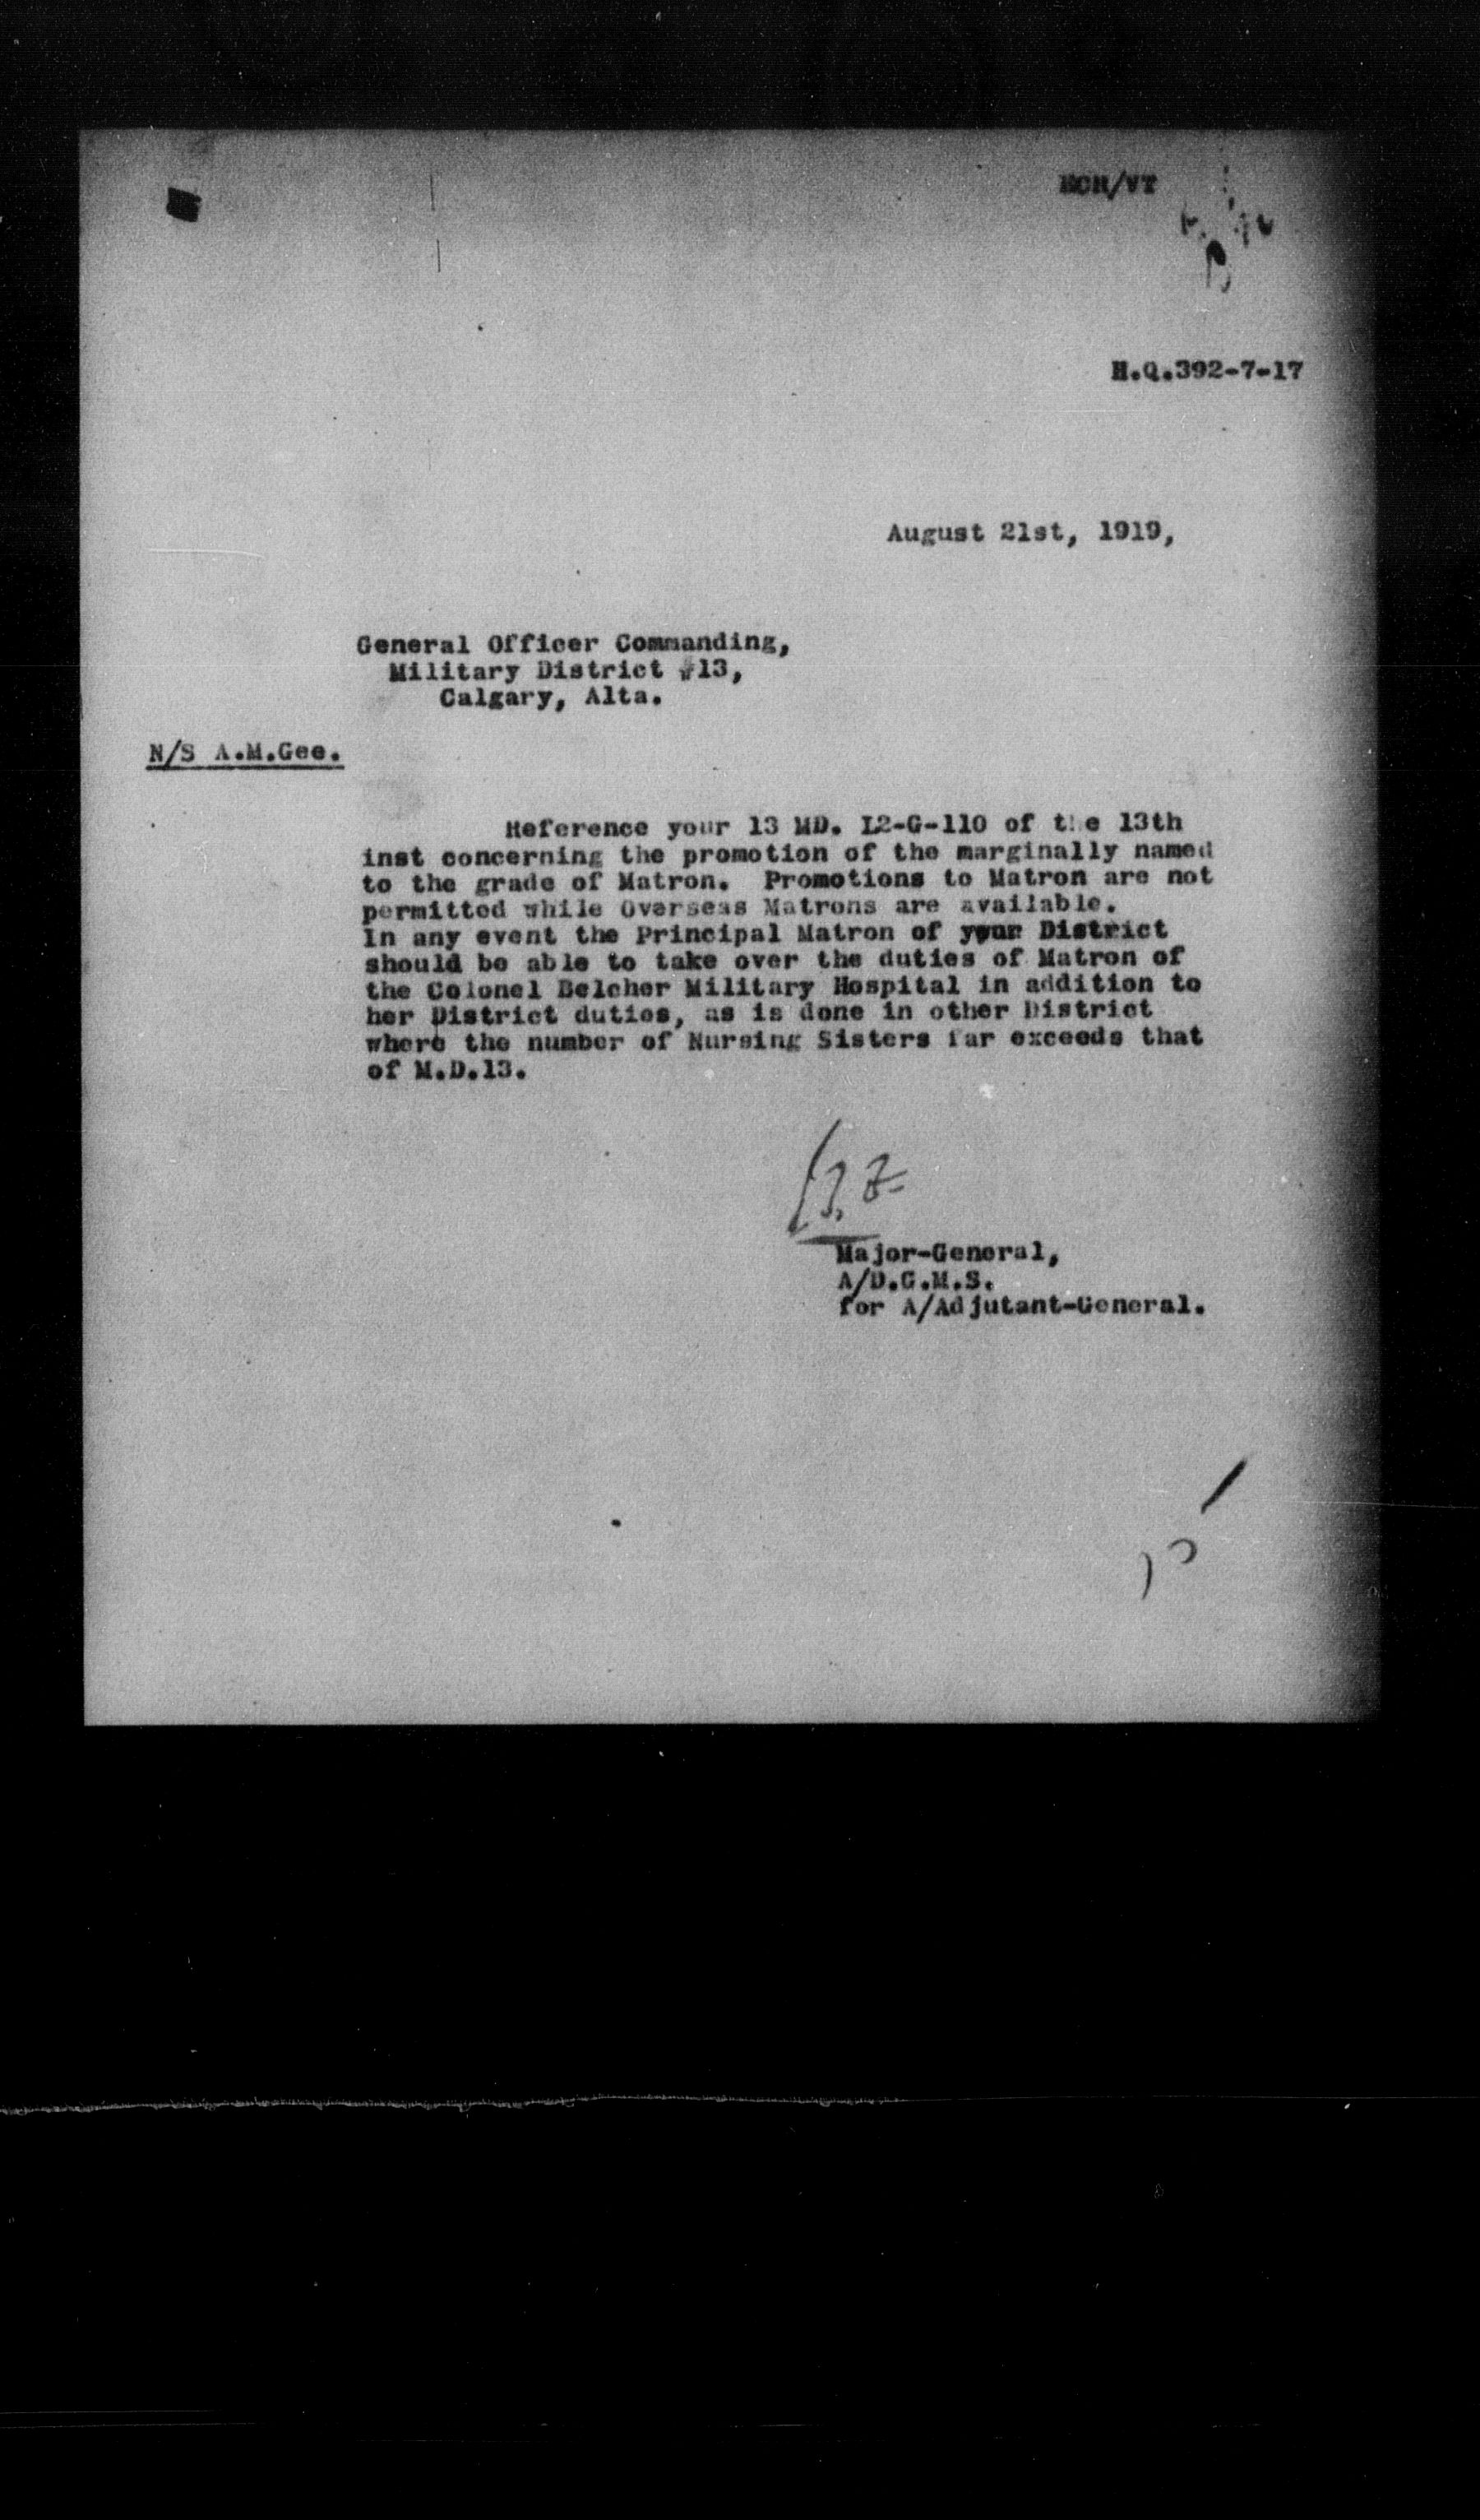 H.Q.392-7-17
August 21st, 1919,
General Officer Commanding,
Military District #13,
Calgary, Alta.
N/S A.M.Gee.
Reference your 13 MD. L2-G-110 of the 13th
inst concerning the promotion of the marginally named
to the grade of Matron. Promotions to Matron are not
permitted while Overseas Matrons are available.
In any event the Principal Matron of your District
should be able to take over the duties of Matron of
the Colonel Belcher Military Hospital in addition to
her District duties, as is done in other District
where the number of Nursing Sisters far exceeds that
of M.D.13.
Major-General,
A/D.G.M.S.
for A/Adjutant-General.